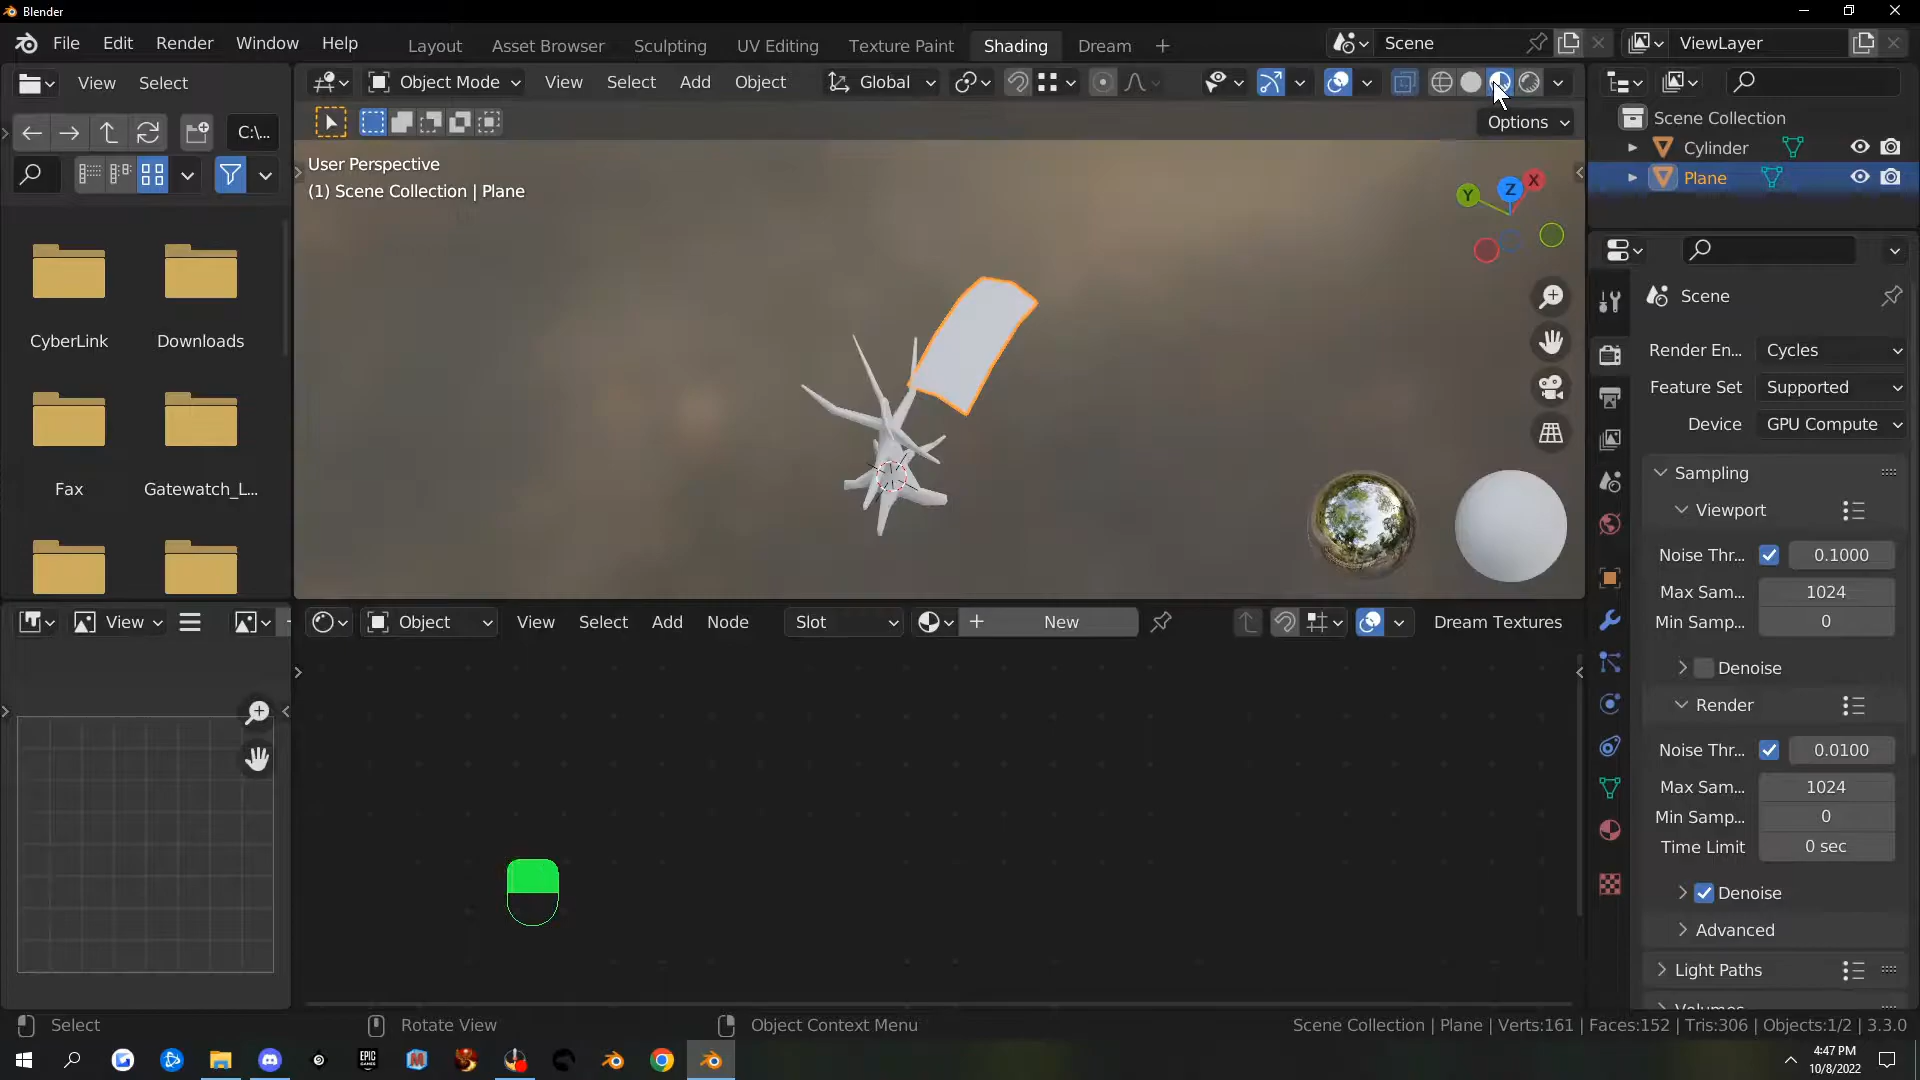 Blender
File Edit Render Window Help
Layout Asset Browser Sculpting UV Editing Texture Paint Shading Dream
Scene
ViewLayer
View Select
Object Mode View Select Add Object
Global
Options
C:\...
CyberLink Downloads
Fax Gatewatch_L...
User Perspective
(1) Scene Collection | Plane
X
Y
Z
Scene Collection
Cylinder
Plane
Scene
Render En... Cycles
Feature Set Supported
Device GPU Compute
Sampling
Viewport
Noise Thr... 0.1000
Max Sam... 1024
Min Samp... 0
Denoise
Render
Noise Thr... 0.0100
Max Sam... 1024
Min Samp... 0
Time Limit 0 sec
Denoise
Advanced
Light Paths
View
Object View Select Add Node
Slot
New
Dream Textures
Select
Rotate View
Object Context Menu
Scene Collection | Plane | Verts:161 | Faces:152 | Tris:306 | Objects:1/2 | 3.3.0
EPIC GAMES
4:47 PM
10/8/2022